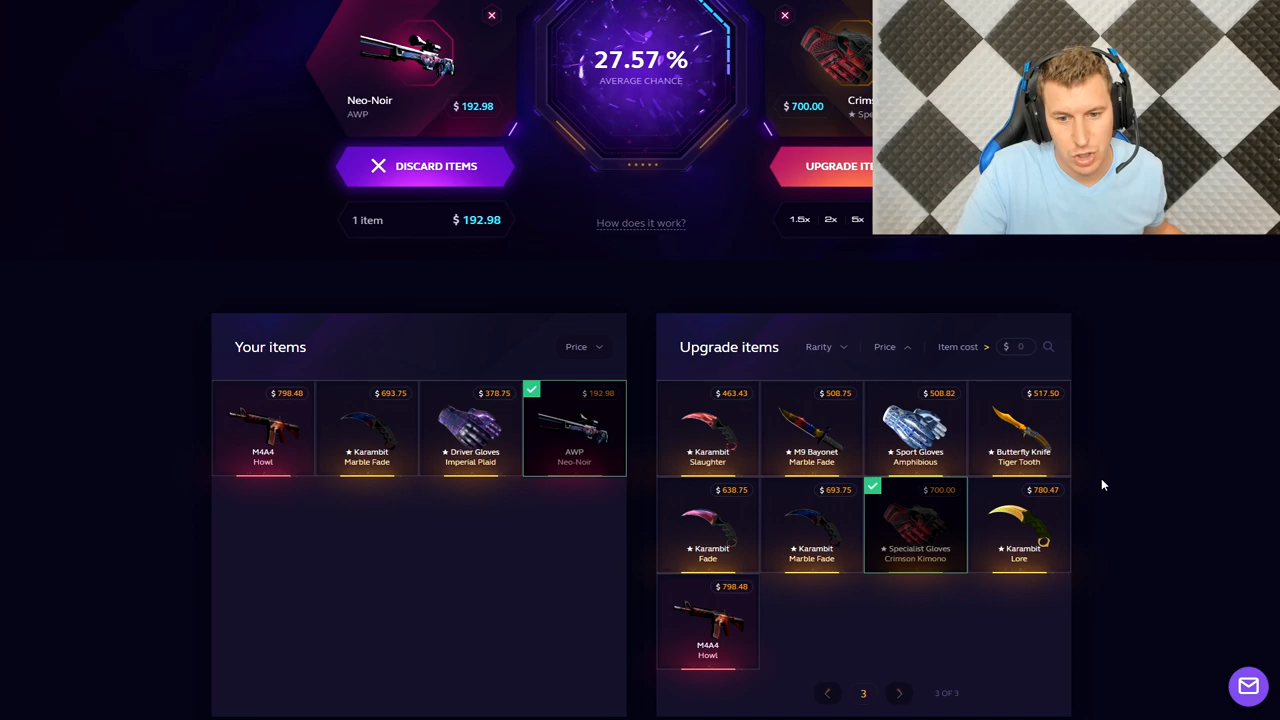 27.57 %
AVERAGE CHANCE
Neo-Noir
AWP
$ 192.98
$ 700.00
DISCARD ITEMS
1 item
$ 192.98
How does it work?
1.5x
2x
5x
Your items
Price
Upgrade items
Rarity
Price
Item cost >
$ 0
$ 798.48
M4A4
Howl
$ 693.75
★ Karambit
Marble Fade
$ 378.75
★ Driver Gloves
Imperial Plaid
$ 192.98
AWP
Neo-Noir
$ 463.43
★ Karambit
Slaughter
$ 508.75
★ M9 Bayonet
Marble Fade
$ 508.82
★ Sport Gloves
Amphibious
$ 517.50
★ Butterfly Knife
Tiger Tooth
$ 638.75
★ Karambit
Fade
$ 693.75
★ Karambit
Marble Fade
$ 700.00
★ Specialist Gloves
Crimson Kimono
$ 780.47
★ Karambit
Lore
$ 798.48
M4A4
Howl
3
3 OF 3